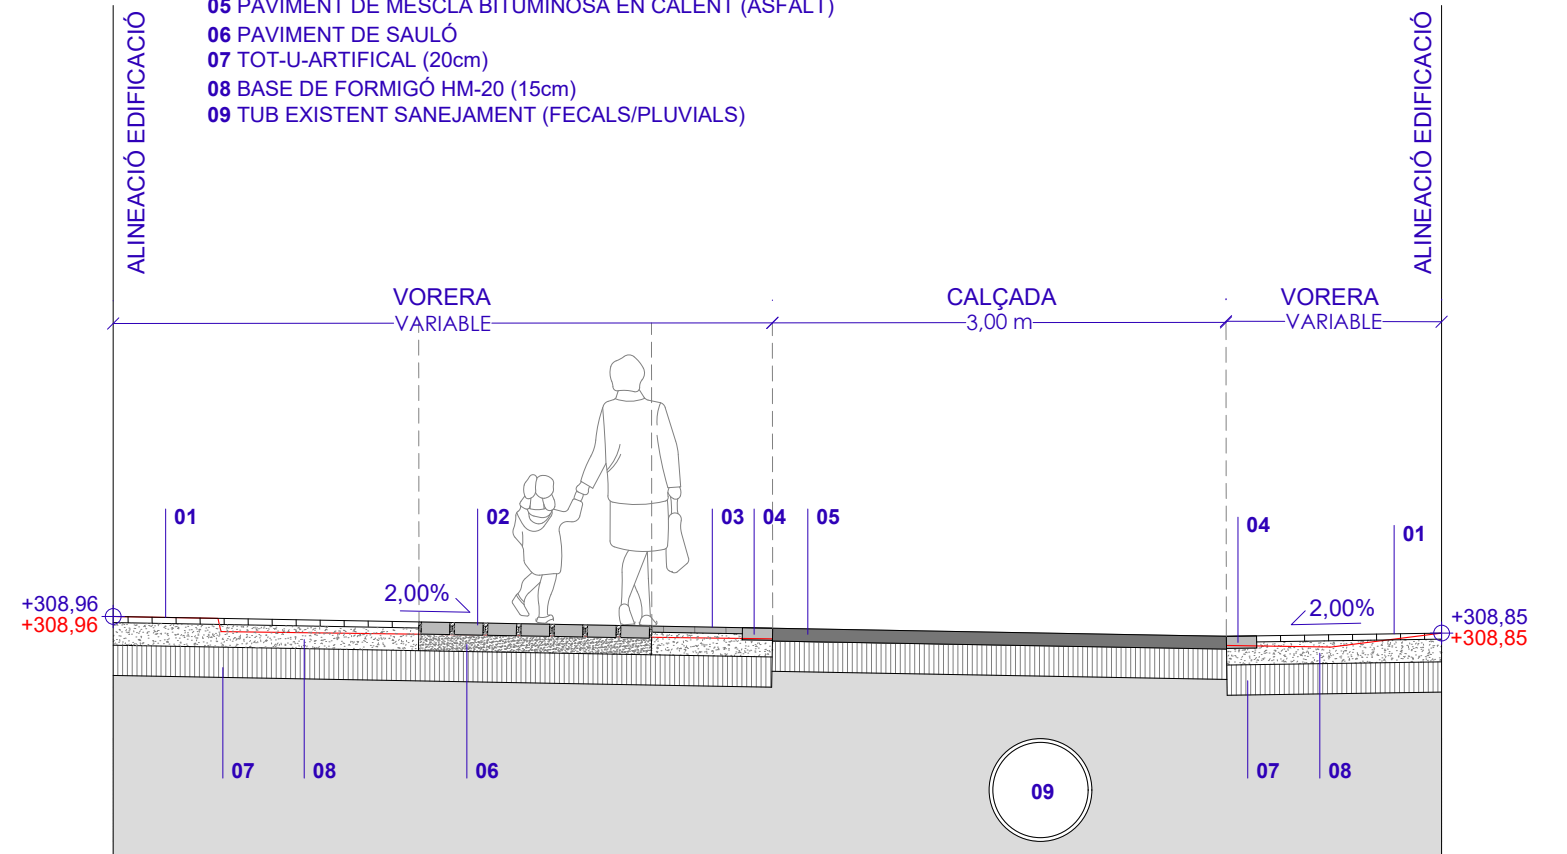 05 PAVIMENT DE MESCLA BITUMINOSA EN CALENT (ASFALT)
06 PAVIMENT DE SAULÓ
07 TOT-U-ARTIFICAL (20cm)
08 BASE DE FORMIGÓ HM-20 (15cm)
09 TUB EXISTENT SANEJAMENT (FECALS/PLUVIALS)
ALINEACIÓ EDIFICACIÓ
ALINEACIÓ EDIFICACIÓ
VORERA
VARIABLE
CALÇADA
3,00 m
VORERA
VARIABLE
01
02
03
04
05
04
01
2,00%
2,00%
+308,96
+308,96
+308,85
+308,85
07
08
06
09
07
08